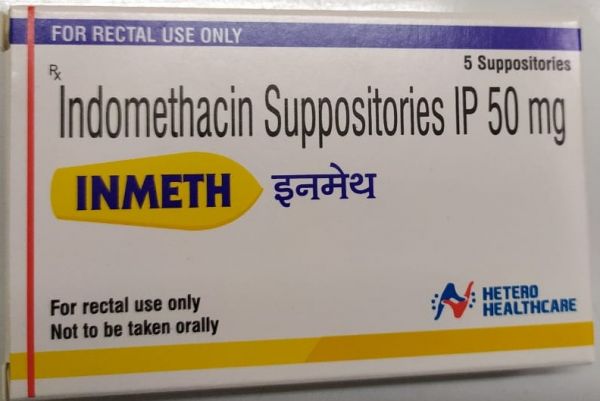 FOR RECTAL USE ONLY
5 Suppositories
Rx
Indomethacin Suppositories IP 50 mg
INMETH इनमेथ
For rectal use only
Not to be taken orally
HETERO
HEALTHCARE